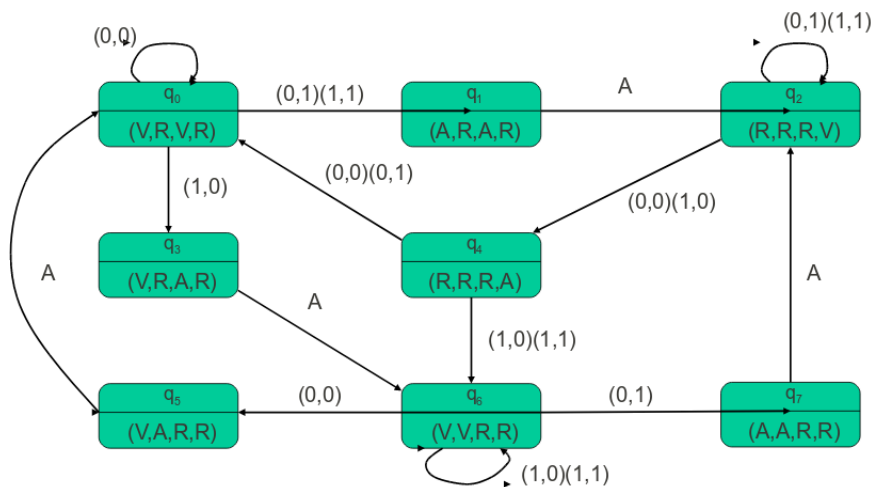 (0,0)
(0,1)(1,1)
q0
(V,R,V,R)
(0,1)(1,1)
q1
(A,R,A,R)
A
q2
(R,R,R,V)
(1,0)
(0,0)(0,1)
(0,0)(1,0)
A
q3
(V,R,A,R)
A
q4
(R,R,R,A)
(1,0)(1,1)
A
q5
(V,A,R,R)
(0,0)
q6
(V,V,R,R)
(0,1)
q7
(A,A,R,R)
(1,0)(1,1)